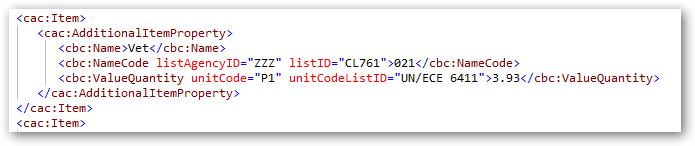 <cac:Item>
<cac:AdditionalItemProperty>
<cbc:Name>Vet</cbc:Name>
<cbc:NameCode listAgencyID="ZZZ" listID="CL761">021</cbc:NameCode>
<cbc:ValueQuantity unitCode="P1" unitCodeListID="UN/ECE 6411">3.93</cbc:ValueQuantity>
</cac:AdditionalItemProperty>
</cac:Item>
<cac:Item>